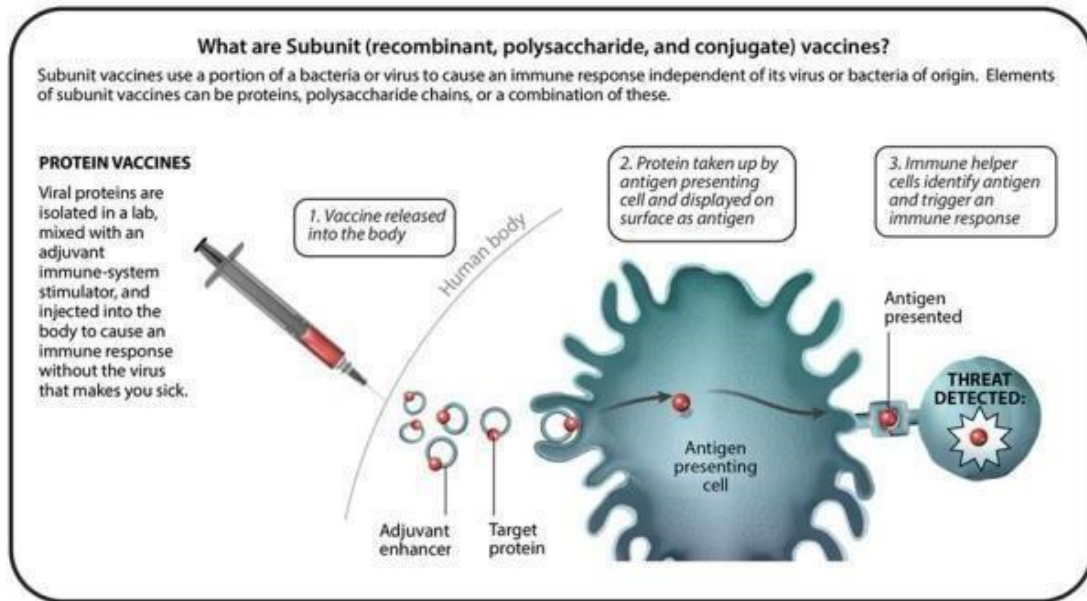 What are Subunit (recombinant, polysaccharide, and conjugate) vaccines?
Subunit vaccines use a portion of a bacteria or virus to cause an immune response independent of its virus or bacteria of origin. Elements
of subunit vaccines can be proteins, polysaccharide chains, or a combination of these.
PROTEIN VACCINES
Viral proteins are
isolated in a lab,
mixed with an
adjuvant
immune-system
stimulator, and
injected into the
body to cause an
immune response
without the virus
that makes you sick.
1. Vaccine released
into the body
Human body
2. Protein taken up by
antigen presenting
cell and displayed on
surface as antigen
3. Immune helper
cells identify antigen
and trigger an
immune response
Adjuvant
enhancer
Target
protein
Antigen
presenting
cell
Antigen
presented
THREAT
DETECTED: